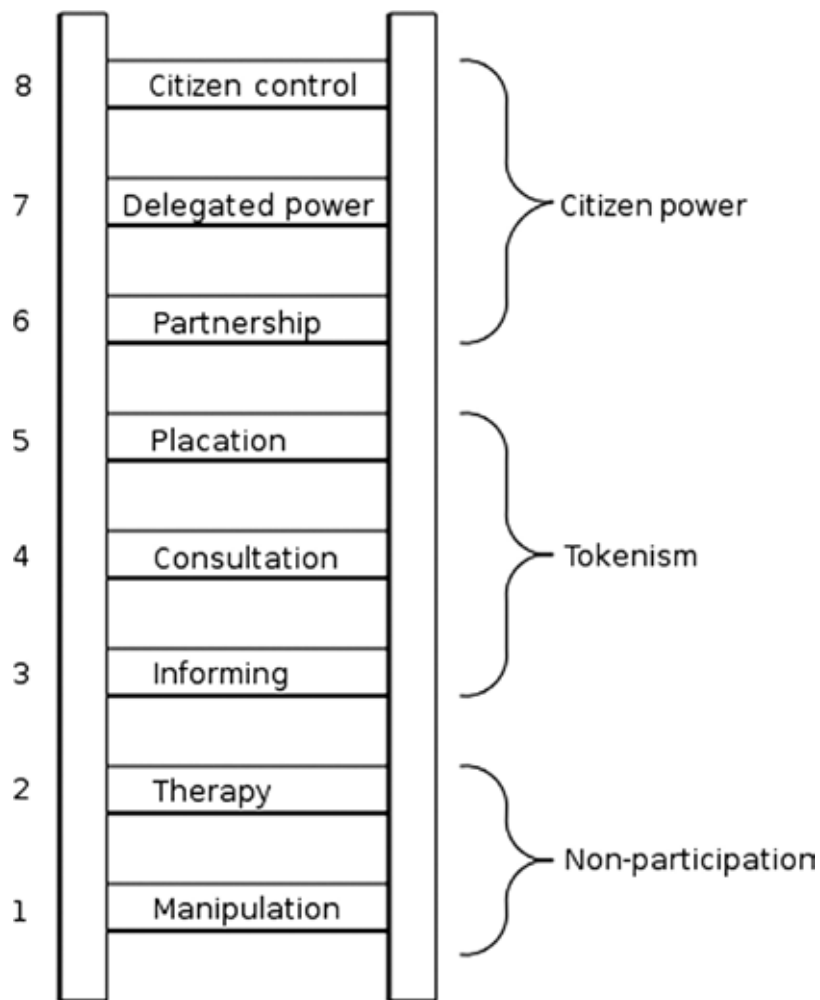 8 Citizen control
7 Delegated power
Citizen power
6 Partnership
5 Placation
4 Consultation
Tokenism
3 Informing
2 Therapy
Non-participation
1 Manipulation